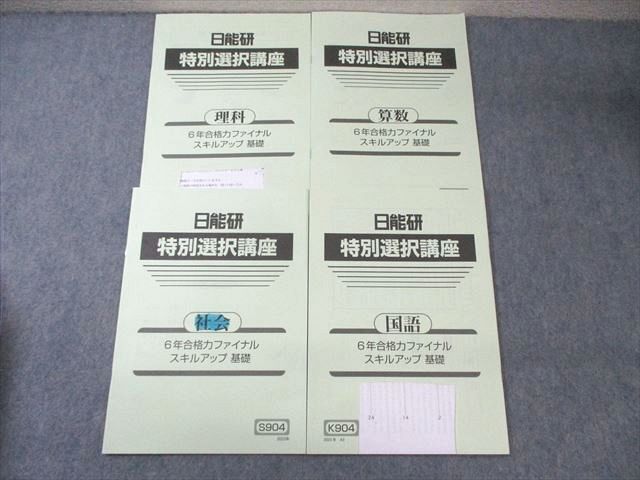 日能研
特別選択講座
理科
6年合格力ファイナル
スキルアップ 基礎
日能研
特別選択講座
算数
6年合格力ファイナル
スキルアップ 基礎
日能研
特別選択講座
社会
6年合格力ファイナル
スキルアップ 基礎
S904
日能研
特別選択講座
国語
6年合格力ファイナル
スキルアップ 基礎
K904
24 14 2